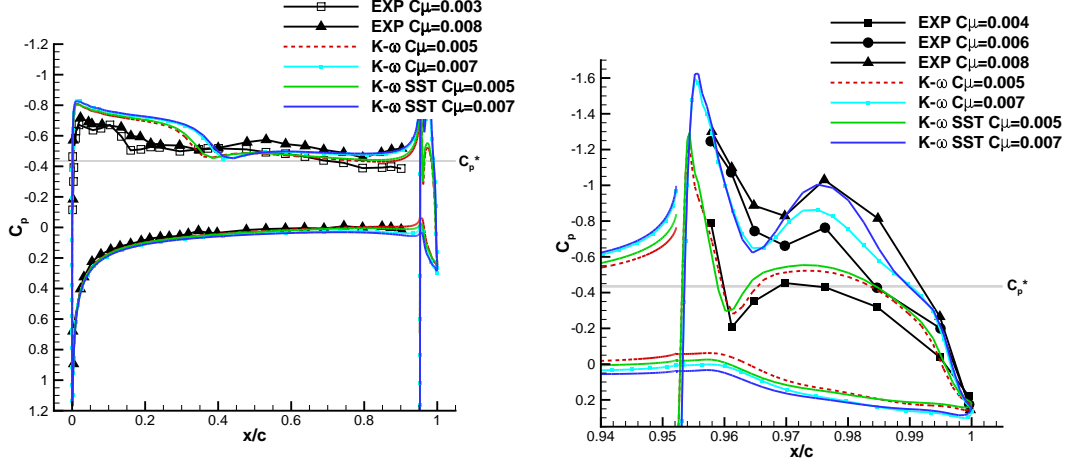 EXP Cμ=0.003
EXP Cμ=0.008
K-ω Cμ=0.005
K-ω Cμ=0.007
K-ω SST Cμ=0.005
K-ω SST Cμ=0.007
-1.2
-1
-0.8
-0.6
-0.4
-0.2
0
0.2
0.4
0.6
0.8
1
1.2
Cp
Cp*
0 0.2 0.4 0.6 0.8 1
x/c
EXP Cμ=0.004
EXP Cμ=0.006
EXP Cμ=0.008
K-ω Cμ=0.005
K-ω Cμ=0.007
K-ω SST Cμ=0.005
K-ω SST Cμ=0.007
-1.6
-1.4
-1.2
-1
-0.8
-0.6
-0.4
-0.2
0
0.2
Cp
Cp*
0.94 0.95 0.96 0.97 0.98 0.99 1
x/c